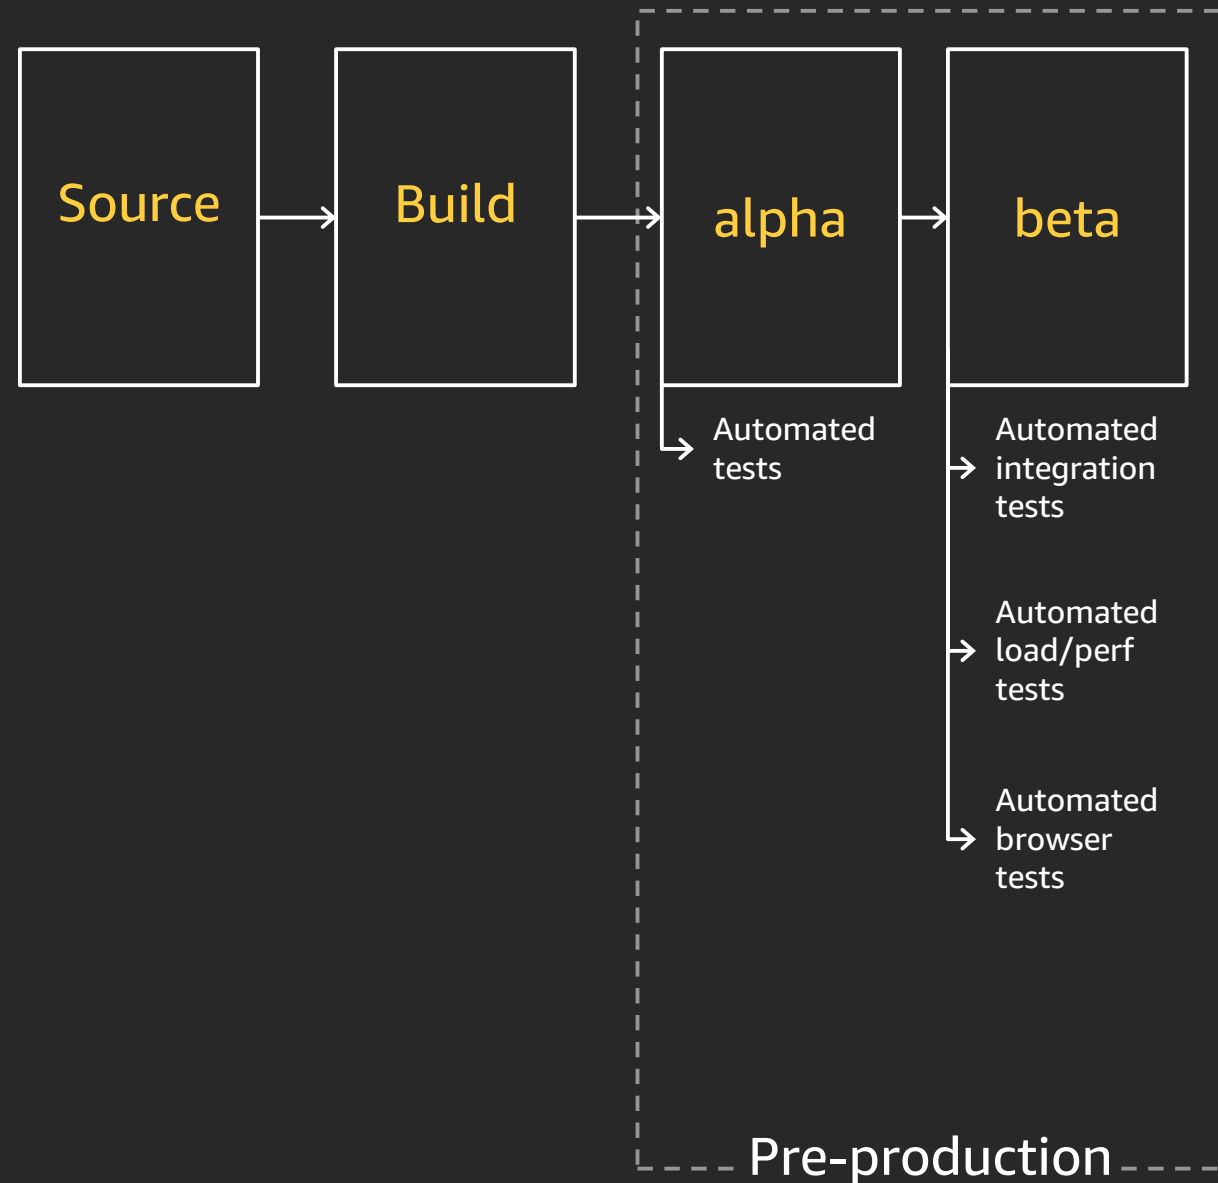 Source
Build
alpha
beta
Automated
tests
Automated
integration
tests
Automated
load/perf
tests
Automated
browser
tests
Pre-production